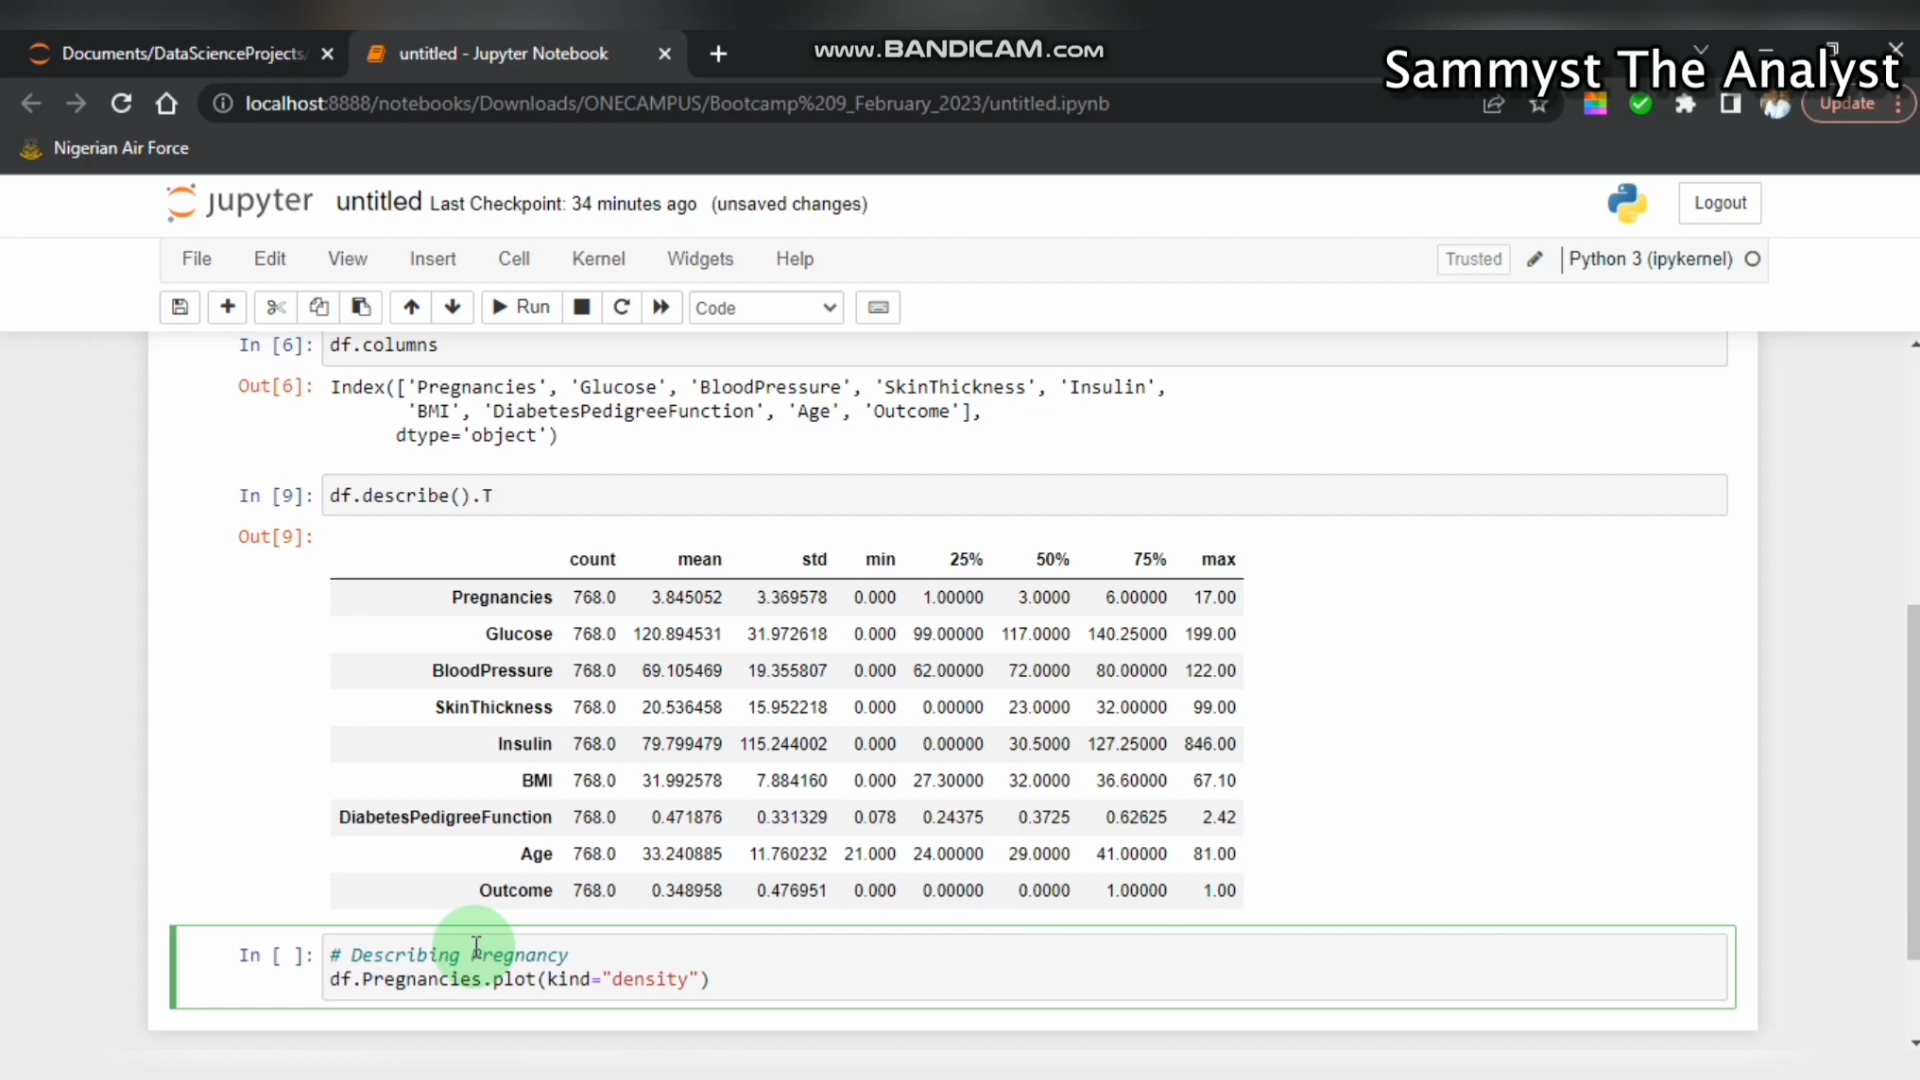 www.BANDICAM.com
Sammyst The Analyst
Documents/DataScienceProjects/
untitled - Jupyter Notebook
localhost:8888/notebooks/Downloads/ONECAMPUS/Bootcamp%209_February_2023/untitled.ipynb
Update
Nigerian Air Force
jupyter untitled Last Checkpoint: 34 minutes ago (unsaved changes)
Logout
File Edit View Insert Cell Kernel Widgets Help
Trusted Python 3 (ipykernel)
Run Code
In [6]: df.columns
Out[6]: Index(['Pregnancies', 'Glucose', 'BloodPressure', 'SkinThickness', 'Insulin',
'BMI', 'DiabetesPedigreeFunction', 'Age', 'Outcome'],
dtype='object')
In [9]: df.describe().T
Out[9]:
count mean std min 25% 50% 75% max
Pregnancies 768.0 3.845052 3.369578 0.000 1.00000 3.0000 6.00000 17.00
Glucose 768.0 120.894531 31.972618 0.000 99.00000 117.0000 140.25000 199.00
BloodPressure 768.0 69.105469 19.355807 0.000 62.00000 72.0000 80.00000 122.00
SkinThickness 768.0 20.536458 15.952218 0.000 0.00000 23.0000 32.00000 99.00
Insulin 768.0 79.799479 115.244002 0.000 0.00000 30.5000 127.25000 846.00
BMI 768.0 31.992578 7.884160 0.000 27.30000 32.0000 36.60000 67.10
DiabetesPedigreeFunction 768.0 0.471876 0.331329 0.078 0.24375 0.3725 0.62625 2.42
Age 768.0 33.240885 11.760232 21.000 24.00000 29.0000 41.00000 81.00
Outcome 768.0 0.348958 0.476951 0.000 0.00000 0.0000 1.00000 1.00
In [ ]: # Describing Pregnancy
df.Pregnancies.plot(kind="density")